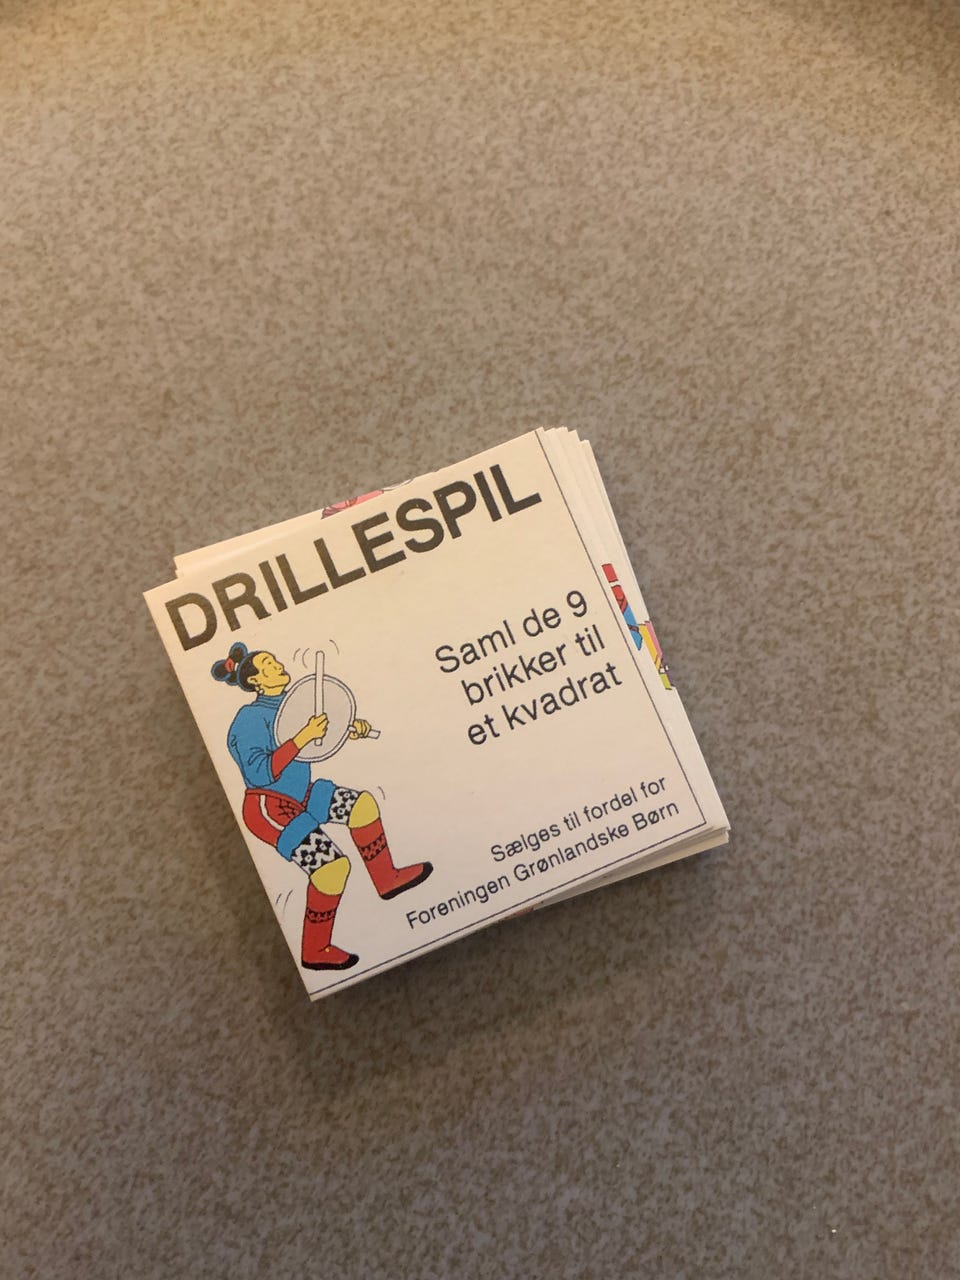 DRILLESPIL
Saml de 9
brikker til
et kvadrat
Sælges til fordel for
Foreningen Grønlandske Børn